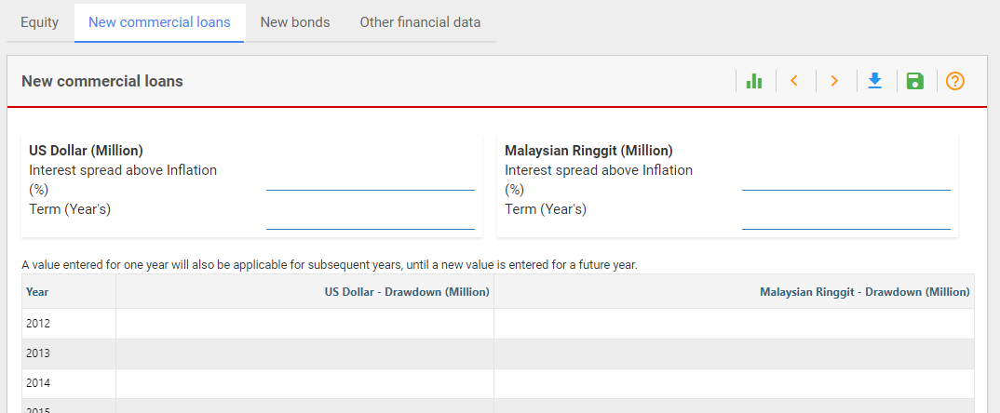 Equity New commercial loans New bonds Other financial data
New commercial loans
US Dollar (Million)
Interest spread above Inflation
(%)
Term (Year's)
Malaysian Ringgit (Million)
Interest spread above Inflation
(%)
Term (Year's)
A value entered for one year will also be applicable for subsequent years, until a new value is entered for a future year.
Year US Dollar - Drawdown (Million) Malaysian Ringgit - Drawdown (Million)
2012
2013
2014
2015